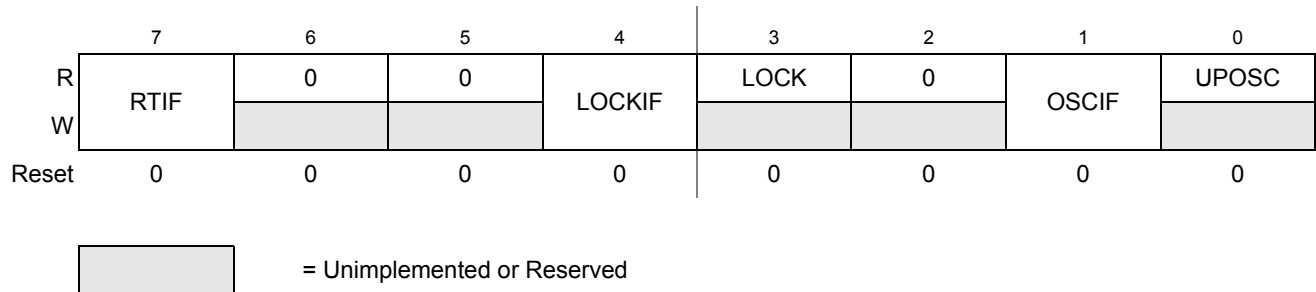 7 6 5 4 3 2 1 0
R RTIF 0 0 LOCKIF LOCK 0 OSCIF UPOSC
W
Reset 0 0 0 0 0 0 0 0
= Unimplemented or Reserved